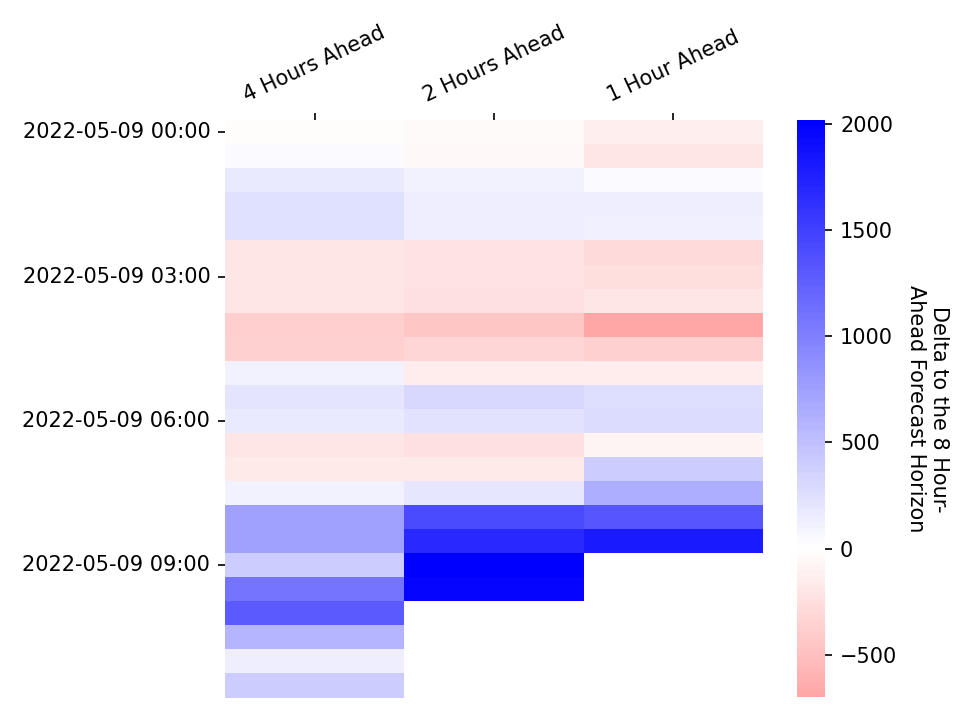 4 Hours Ahead
2 Hours Ahead
1 Hour Ahead
2022-05-09 00:00
2022-05-09 03:00
2022-05-09 06:00
2022-05-09 09:00
2000
1500
1000
500
0
−500
Delta to the 8 Hour-
Ahead Forecast Horizon